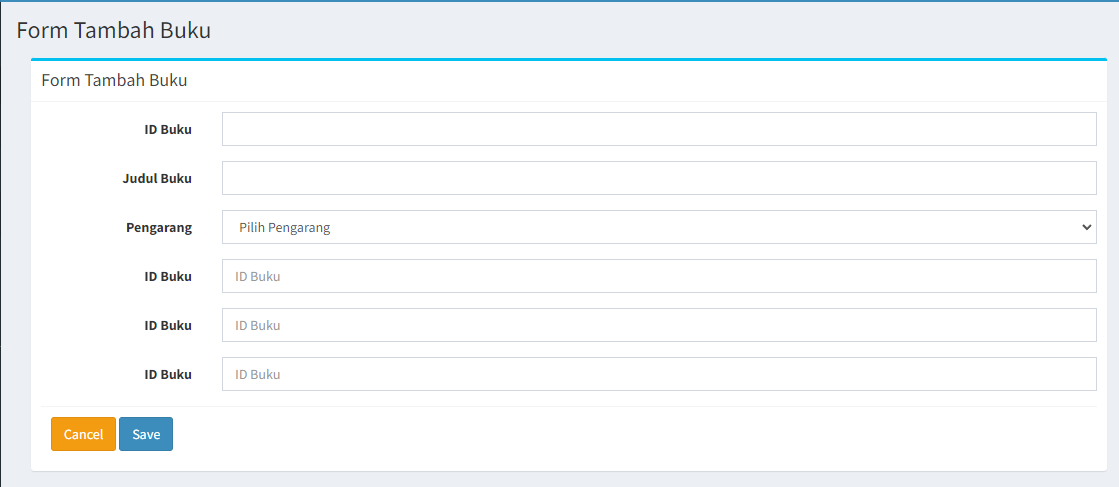 Form Tambah Buku
Form Tambah Buku
ID Buku
Judul Buku
Pengarang Pilih Pengarang
ID Buku ID Buku
ID Buku ID Buku
ID Buku ID Buku
Cancel Save